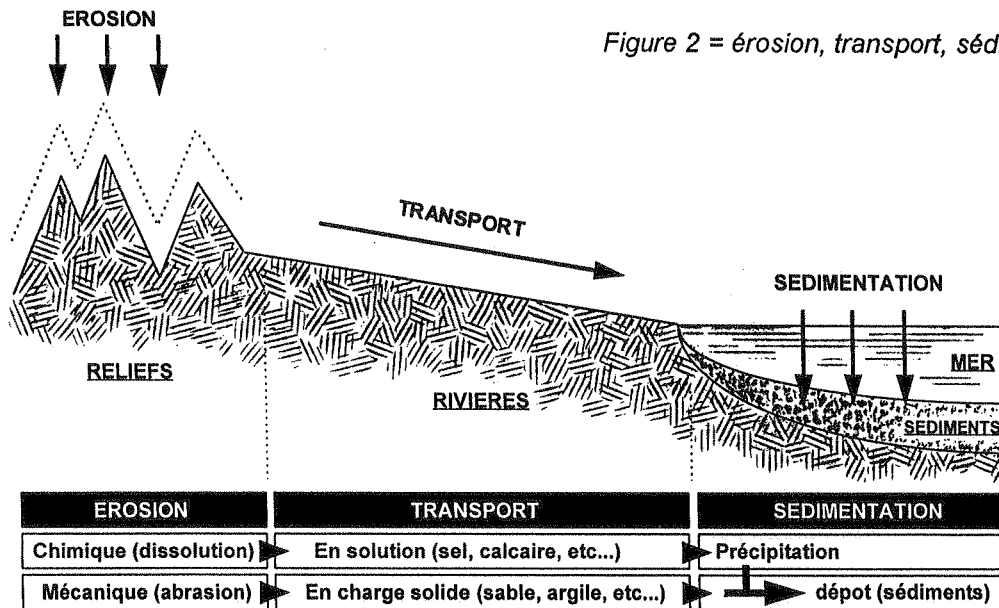 EROSION
Figure 2 = érosion, transport, séd
TRANSPORT
SEDIMENTATION
MER
RELIEFS
RIVIERES
SEDIMENTS
EROSION TRANSPORT SEDIMENTATION
Chimique (dissolution) En solution (sel, calcaire, etc...) Précipitation
Mécanique (abrasion) En charge solide (sable, argile, etc...) dépot (sédiments)